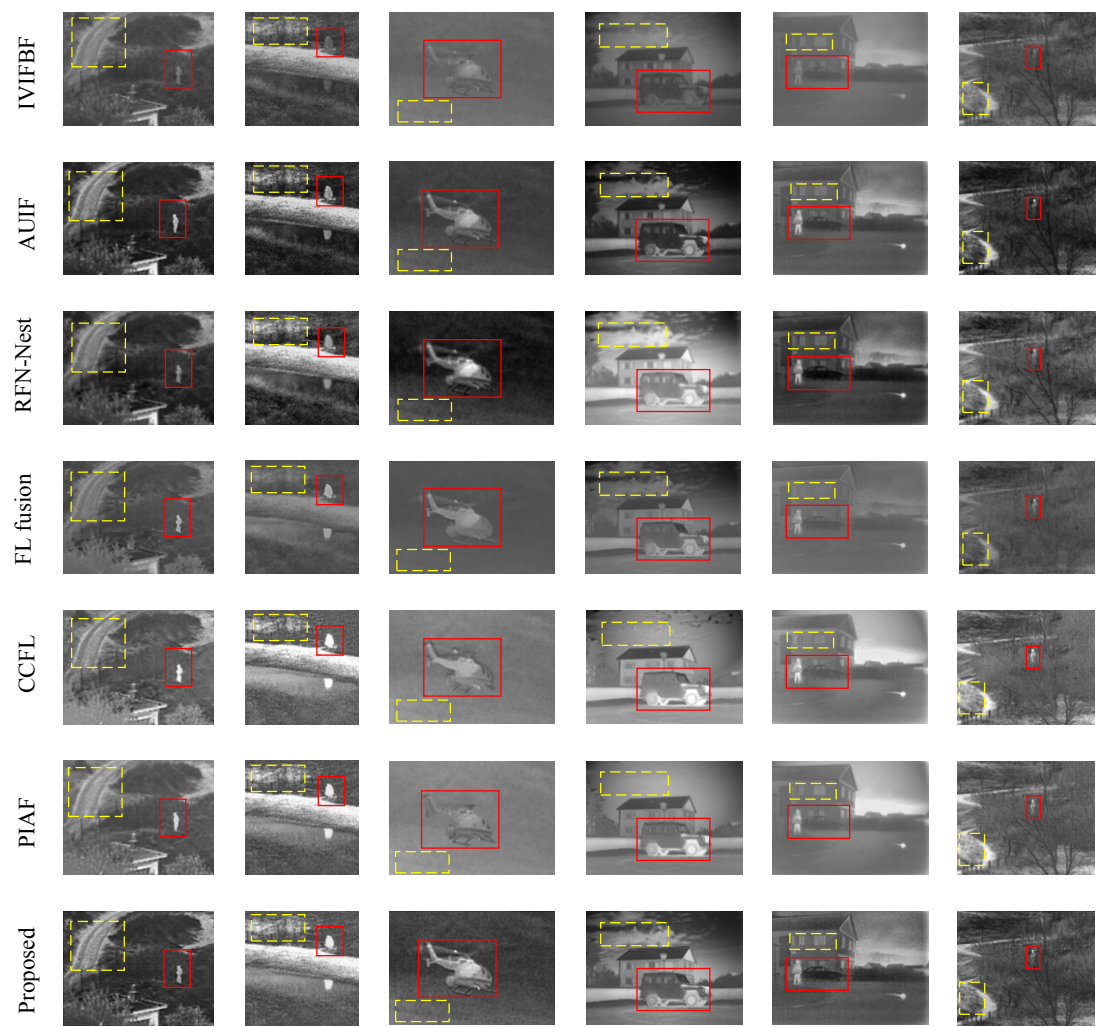 IVIFBF
AUIF
RFN-Nest
FL fusion
CCFL
PIAF
Proposed